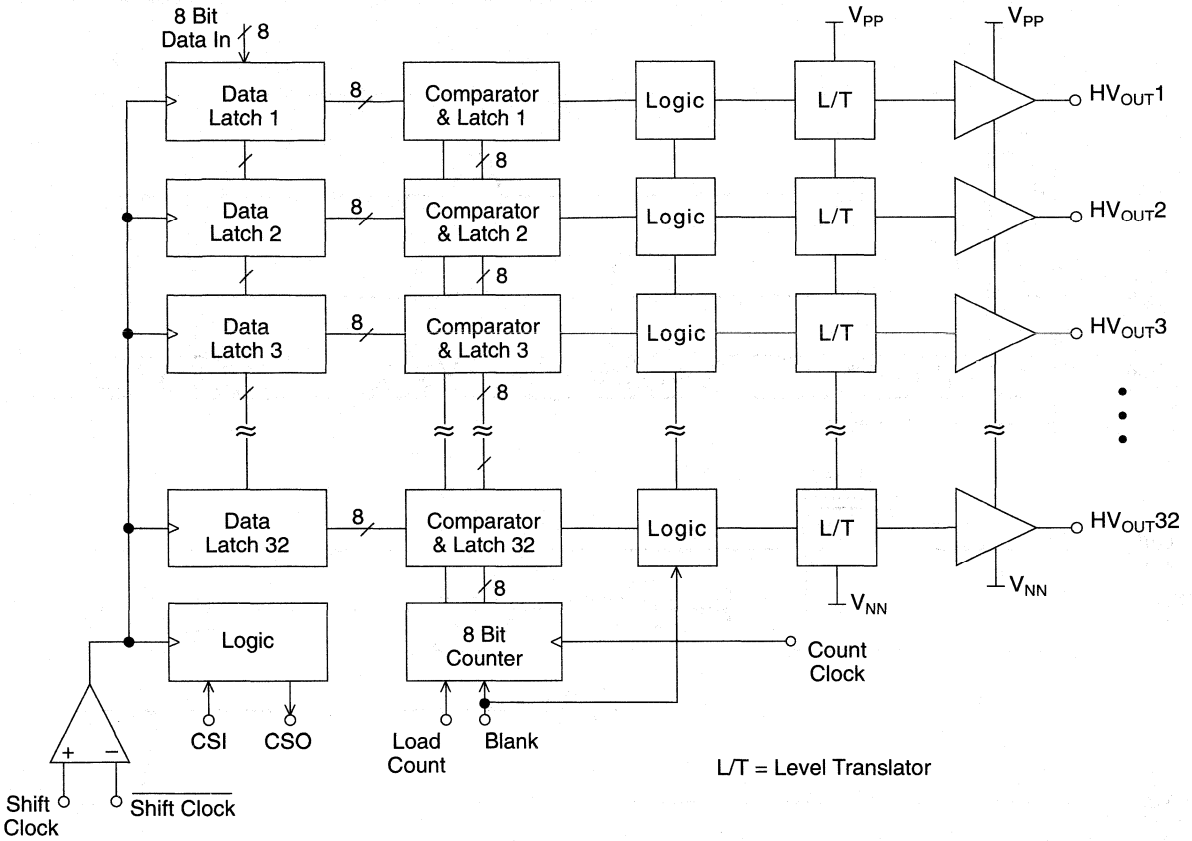 8 Bit
Data In
8
V_PP
V_PP
Data
Latch 1
8
Comparator
& Latch 1
Logic
L/T
HV_OUT1
8
Data
Latch 2
8
Comparator
& Latch 2
Logic
L/T
HV_OUT2
8
Data
Latch 3
8
Comparator
& Latch 3
Logic
L/T
HV_OUT3
8
Data
Latch 32
8
Comparator
& Latch 32
Logic
L/T
HV_OUT32
8
V_NN
V_NN
Logic
8 Bit
Counter
Count
Clock
CSI
CSO
Load
Count
Blank
+
−
Shift
Clock
Shift Clock
L/T = Level Translator